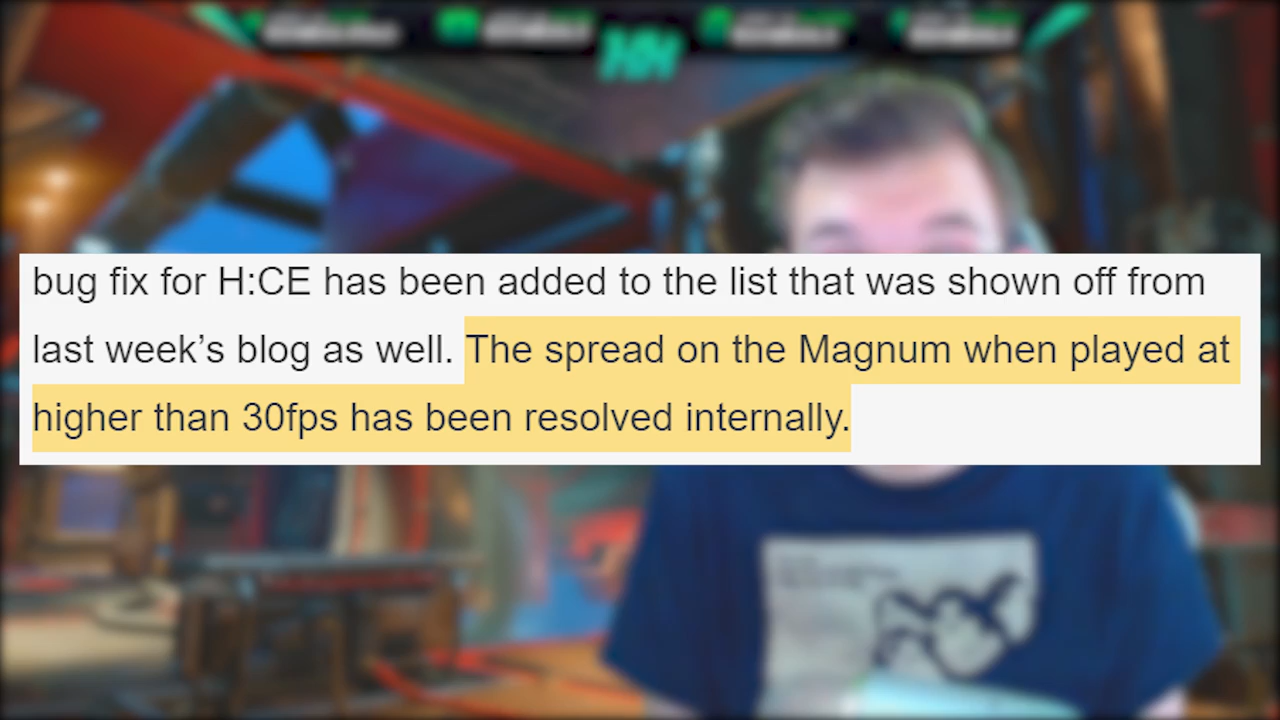 HH
bug fix for H:CE has been added to the list that was shown off from
last week’s blog as well. The spread on the Magnum when played at
higher than 30fps has been resolved internally.